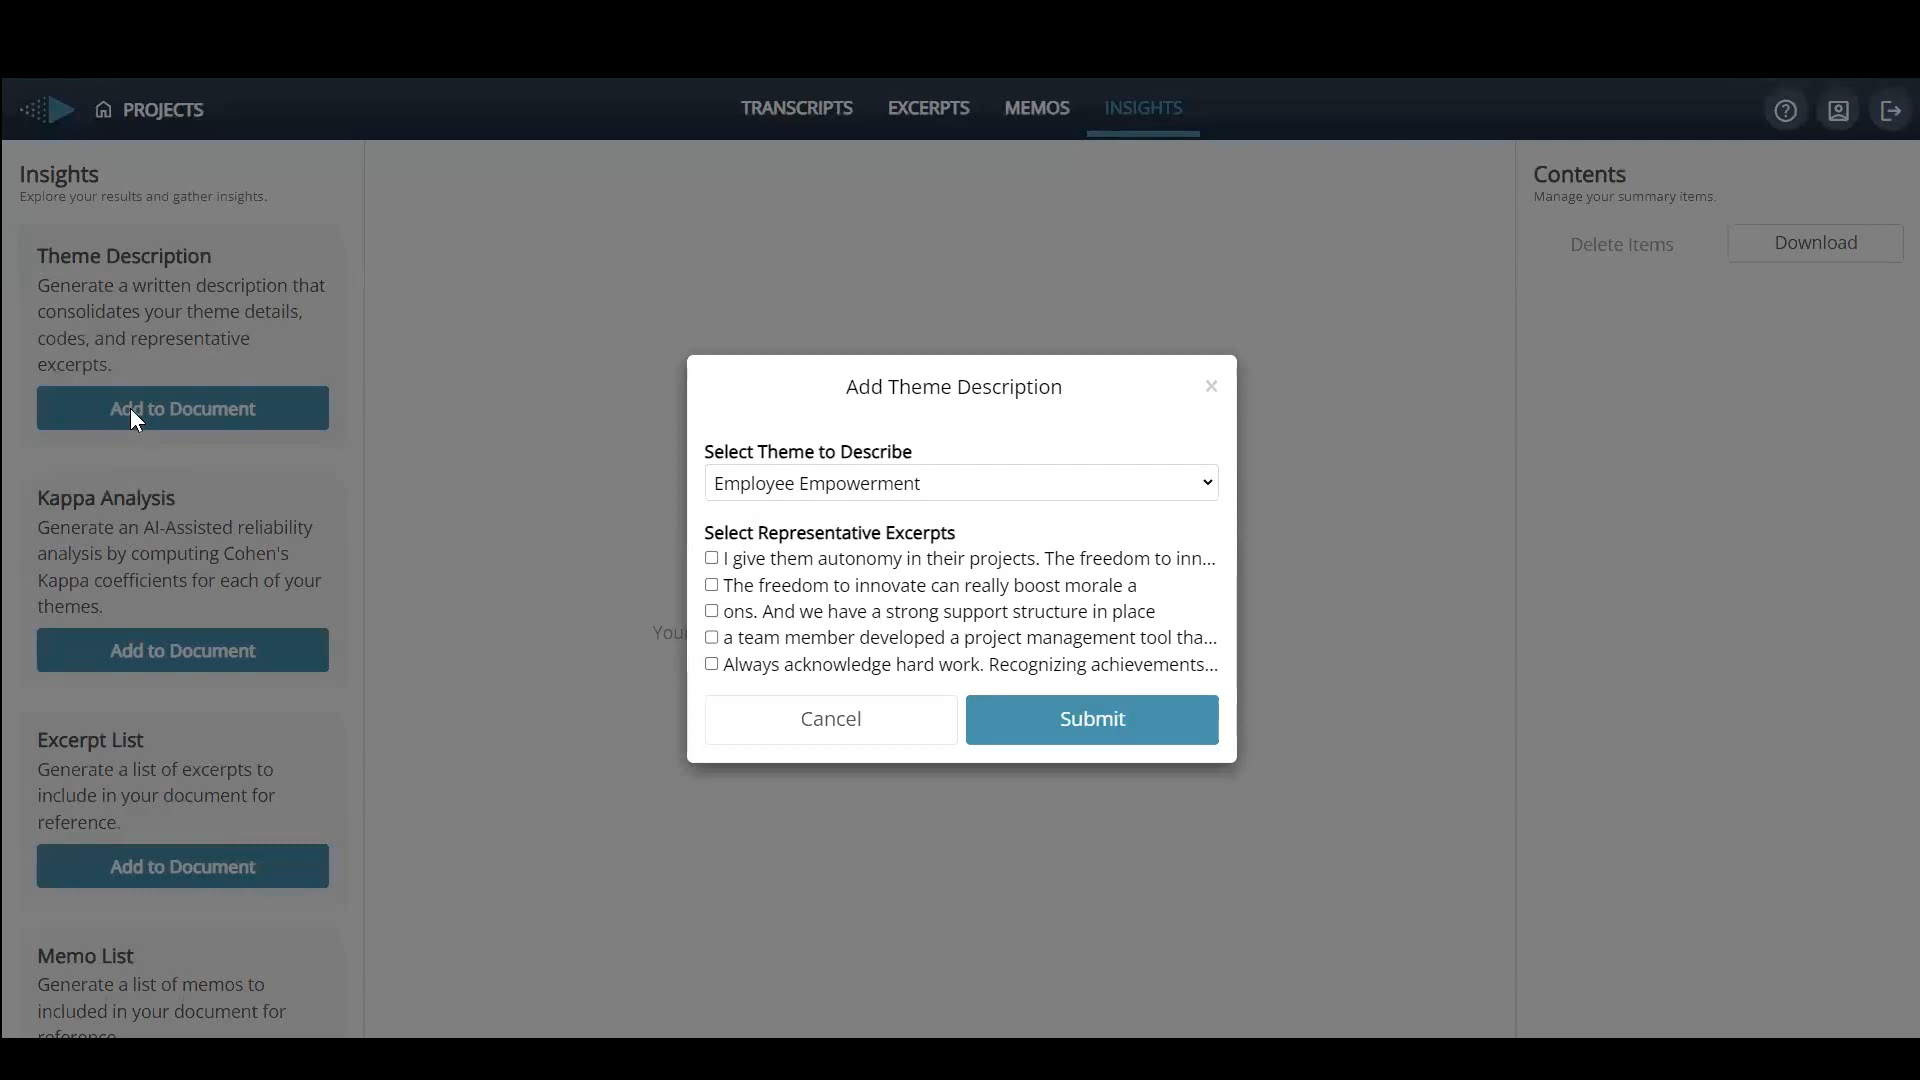 PROJECTS
TRANSCRIPTS
EXCERPTS
MEMOS
INSIGHTS
Insights
Explore your results and gather insights.
Theme Description
Generate a written description that
consolidates your theme details,
codes, and representative
excerpts.
Add to Document
Kappa Analysis
Generate an AI-Assisted reliability
analysis by computing Cohen's
Kappa coefficients for each of your
themes.
Add to Document
Excerpt List
Generate a list of excerpts to
include in your document for
reference.
Add to Document
Memo List
Generate a list of memos to
included in your document for
reference
You
Add Theme Description
×
Select Theme to Describe
Employee Empowerment
Select Representative Excerpts
I give them autonomy in their projects. The freedom to inn...
The freedom to innovate can really boost morale a
ons. And we have a strong support structure in place
a team member developed a project management tool tha...
Always acknowledge hard work. Recognizing achievements...
Cancel
Submit
Contents
Manage your summary items.
Delete Items
Download